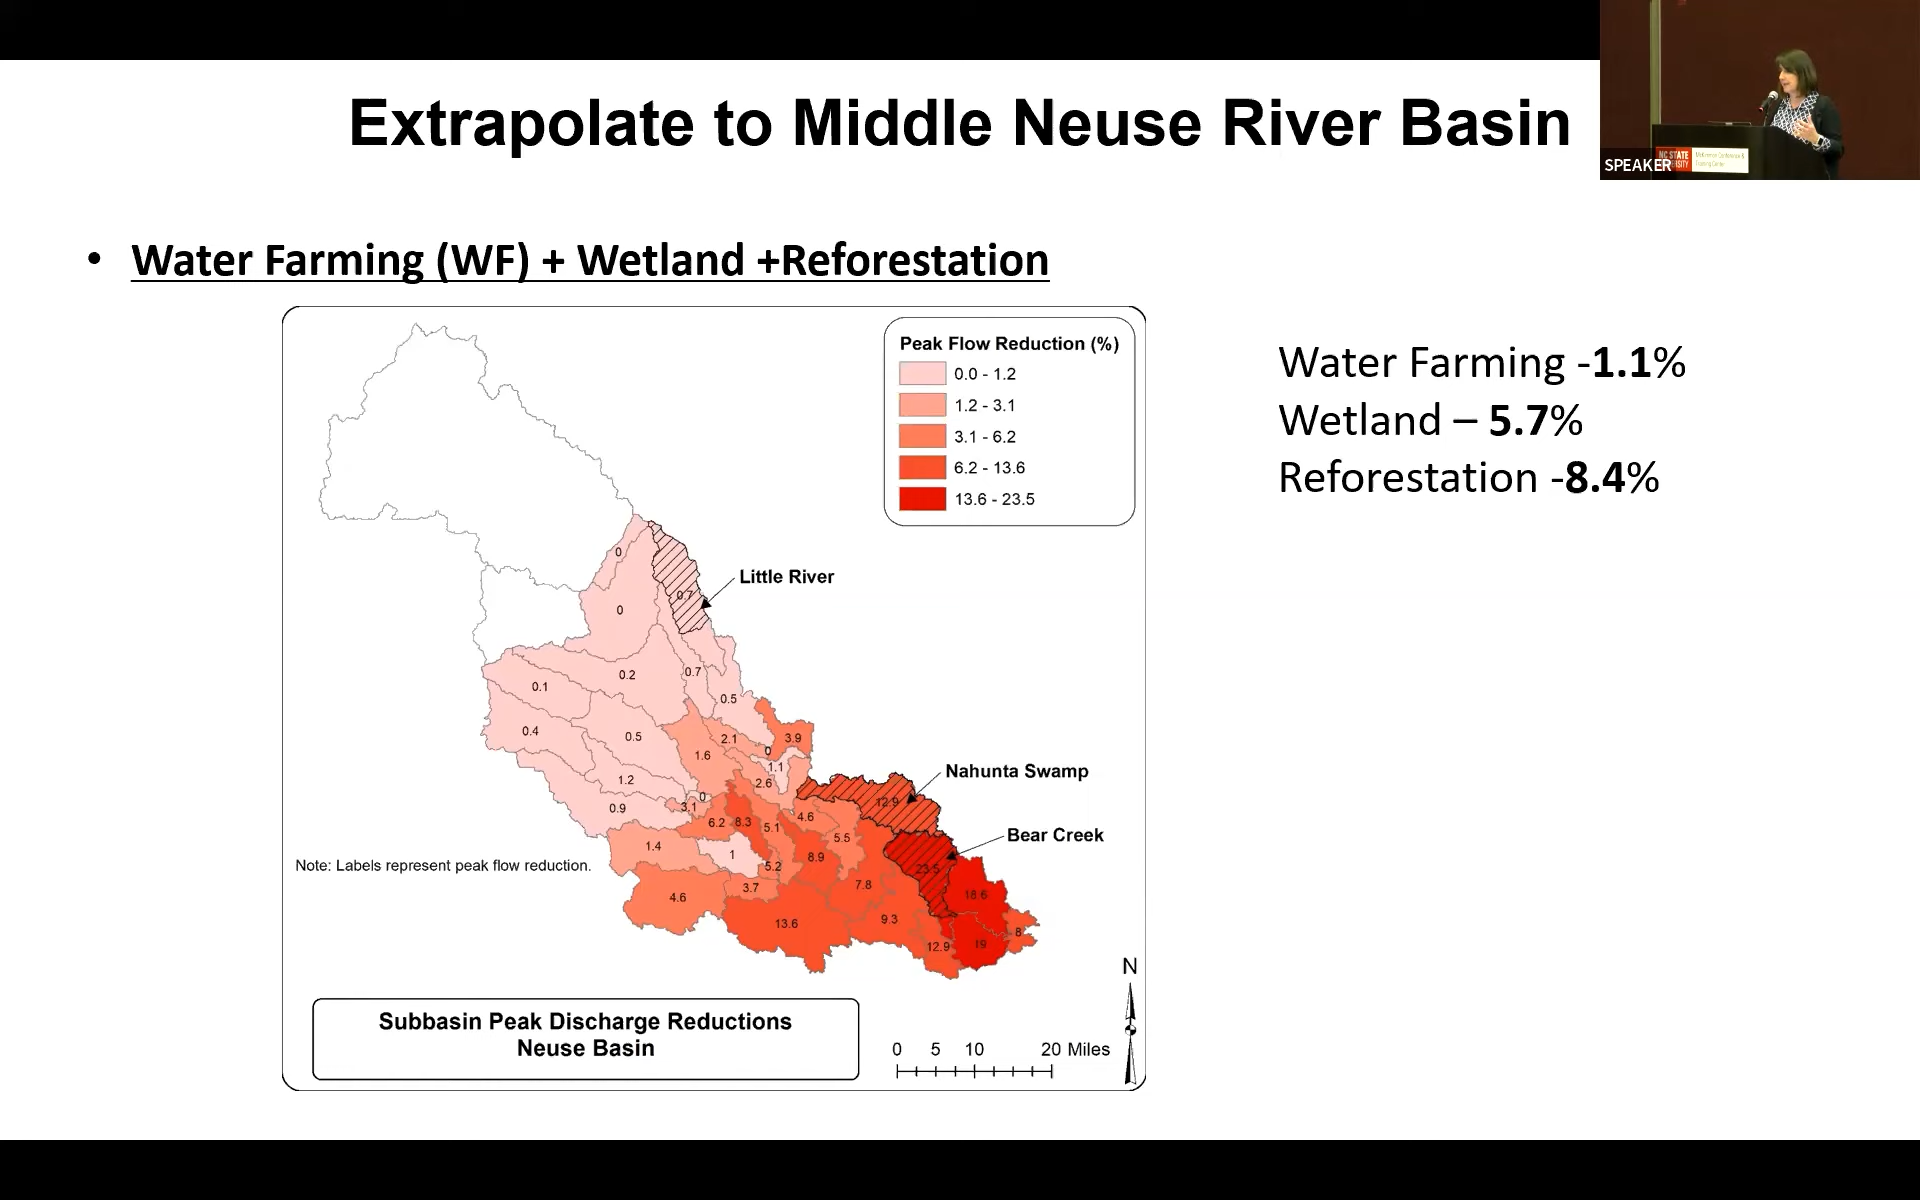 Extrapolate to Middle Neuse River Basin
SPEAKER
NC STATE
• Water Farming (WF) + Wetland +Reforestation
Peak Flow Reduction (%)
0.0 - 1.2
1.2 - 3.1
3.1 - 6.2
6.2 - 13.6
13.6 - 23.5
Water Farming -1.1%
Wetland – 5.7%
Reforestation -8.4%
0
Little River
0.7
0
0.2
0.7
0.1
0.5
0.4
0.5
2.1
3.9
0
1.6
1.1
Nahunta Swamp
1.2
2.6
0
12.9
0.9
3.1
4.6
6.2
8.3
5.1
Bear Creek
5.5
1.4
1
8.9
Note: Labels represent peak flow reduction.
5.2
23.5
3.7
7.8
4.6
18.6
13.6
9.3
8
12.9
19
N
Subbasin Peak Discharge Reductions
Neuse Basin
0 5 10 20 Miles